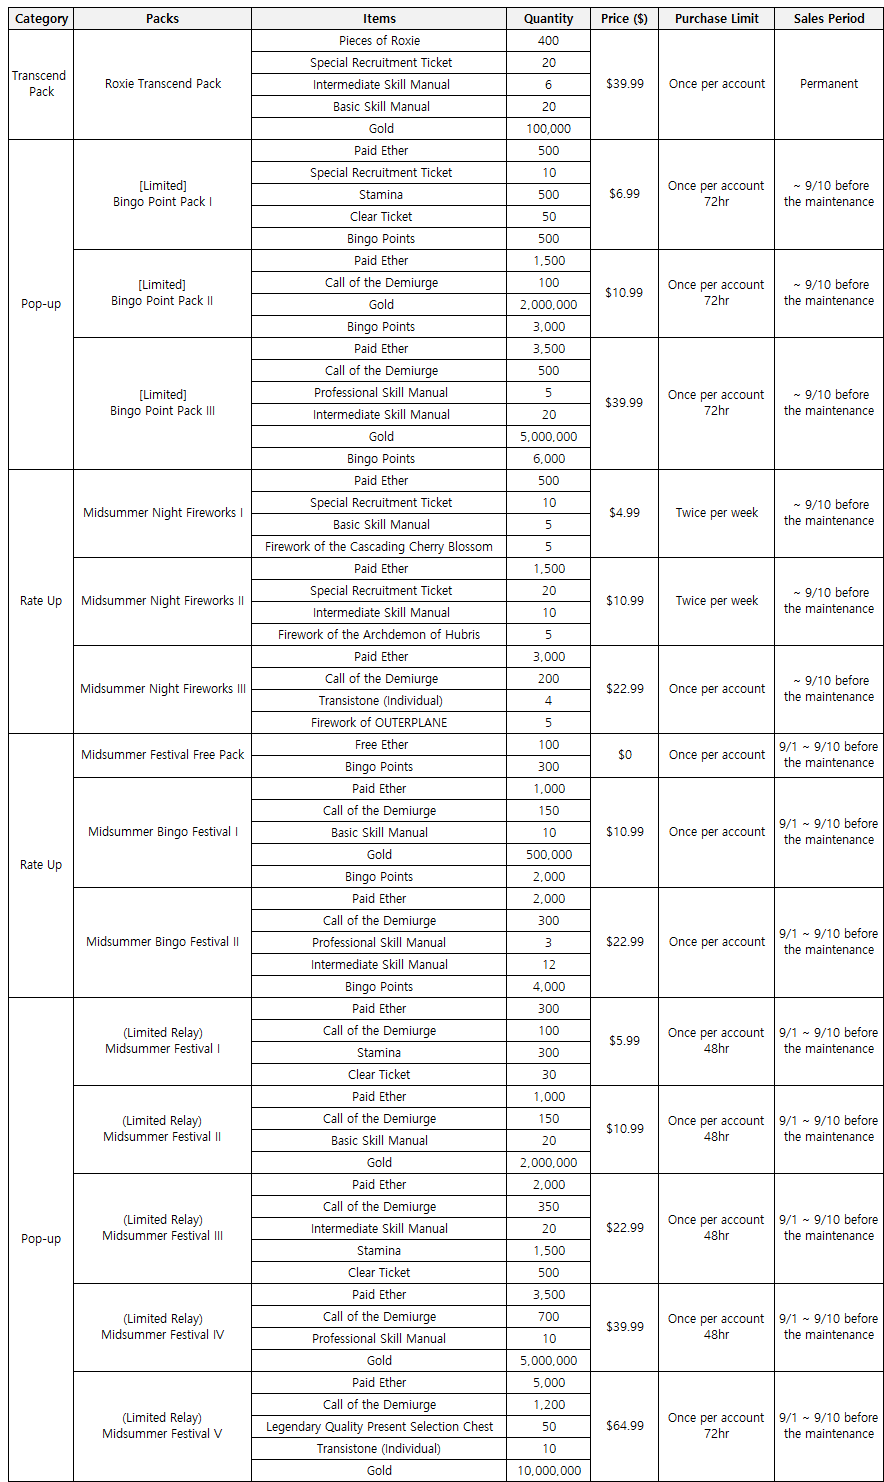 Category Packs Items Quantity Price ($) Purchase Limit Sales Period
Transcend
Pack
Roxie Transcend Pack
Pieces of Roxie 400
Special Recruitment Ticket 20
Intermediate Skill Manual 6
Basic Skill Manual 20
Gold 100,000
$39.99
Once per account
Permanent
Pop-up
[Limited]
Bingo Point Pack I
Paid Ether 500
Special Recruitment Ticket 10
Stamina 500
Clear Ticket 50
Bingo Points 500
$6.99
Once per account
72hr
~ 9/10 before
the maintenance
[Limited]
Bingo Point Pack II
Paid Ether 1,500
Call of the Demiurge 100
Gold 2,000,000
Bingo Points 3,000
$10.99
Once per account
72hr
~ 9/10 before
the maintenance
[Limited]
Bingo Point Pack III
Paid Ether 3,500
Call of the Demiurge 500
Professional Skill Manual 5
Intermediate Skill Manual 20
Gold 5,000,000
Bingo Points 6,000
$39.99
Once per account
72hr
~ 9/10 before
the maintenance
Rate Up
Midsummer Night Fireworks I
Paid Ether 500
Special Recruitment Ticket 10
Basic Skill Manual 5
Firework of the Cascading Cherry Blossom 5
$4.99
Twice per week
~ 9/10 before
the maintenance
Midsummer Night Fireworks II
Paid Ether 1,500
Special Recruitment Ticket 20
Intermediate Skill Manual 10
Firework of the Archdemon of Hubris 5
$10.99
Twice per week
~ 9/10 before
the maintenance
Midsummer Night Fireworks III
Paid Ether 3,000
Call of the Demiurge 200
Transistone (Individual) 4
Firework of OUTERPLANE 5
$22.99
Once per account
~ 9/10 before
the maintenance
Rate Up
Midsummer Festival Free Pack
Free Ether 100
Bingo Points 300
$0
Once per account
9/1 ~ 9/10 before
the maintenance
Midsummer Bingo Festival I
Paid Ether 1,000
Call of the Demiurge 150
Basic Skill Manual 10
Gold 500,000
Bingo Points 2,000
$10.99
Once per account
9/1 ~ 9/10 before
the maintenance
Midsummer Bingo Festival II
Paid Ether 2,000
Call of the Demiurge 300
Professional Skill Manual 3
Intermediate Skill Manual 12
Bingo Points 4,000
$22.99
Once per account
9/1 ~ 9/10 before
the maintenance
Pop-up
(Limited Relay)
Midsummer Festival I
Paid Ether 300
Call of the Demiurge 100
Stamina 300
Clear Ticket 30
$5.99
Once per account
48hr
9/1 ~ 9/10 before
the maintenance
(Limited Relay)
Midsummer Festival II
Paid Ether 1,000
Call of the Demiurge 150
Basic Skill Manual 20
Gold 2,000,000
$10.99
Once per account
48hr
9/1 ~ 9/10 before
the maintenance
(Limited Relay)
Midsummer Festival III
Paid Ether 2,000
Call of the Demiurge 350
Intermediate Skill Manual 20
Stamina 1,500
Clear Ticket 500
$22.99
Once per account
48hr
9/1 ~ 9/10 before
the maintenance
(Limited Relay)
Midsummer Festival IV
Paid Ether 3,500
Call of the Demiurge 700
Professional Skill Manual 10
Gold 5,000,000
$39.99
Once per account
48hr
9/1 ~ 9/10 before
the maintenance
(Limited Relay)
Midsummer Festival V
Paid Ether 5,000
Call of the Demiurge 1,200
Legendary Quality Present Selection Chest 50
Transistone (Individual) 10
Gold 10,000,000
$64.99
Once per account
72hr
9/1 ~ 9/10 before
the maintenance